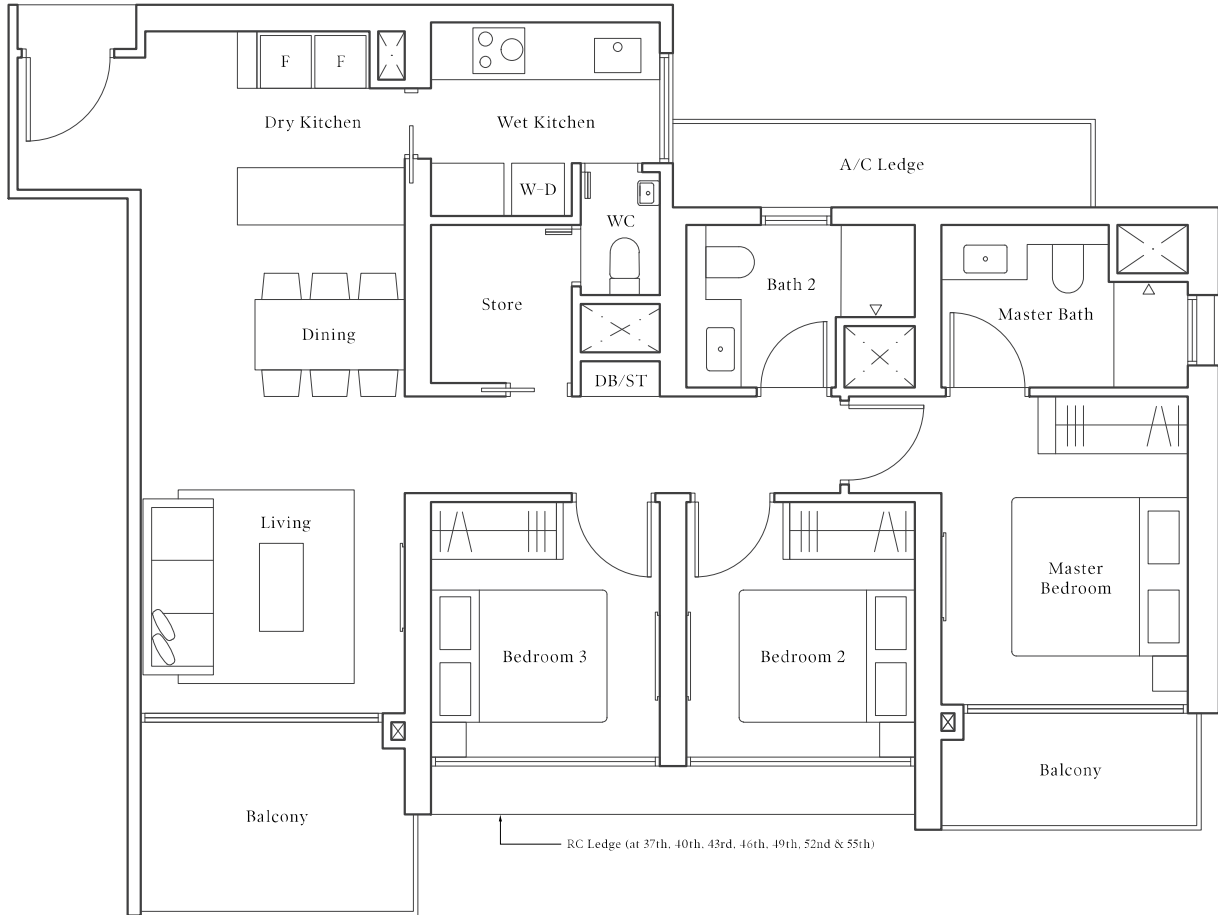 F
F
Dry Kitchen
Wet Kitchen
A/C Ledge
W-D
WC
Bath 2
Store
Master Bath
Dining
DB/ST
Living
Master
Bedroom
Bedroom 3
Bedroom 2
Balcony
Balcony
RC Ledge (at 37th, 40th, 43rd, 46th, 49th, 52nd & 55th)